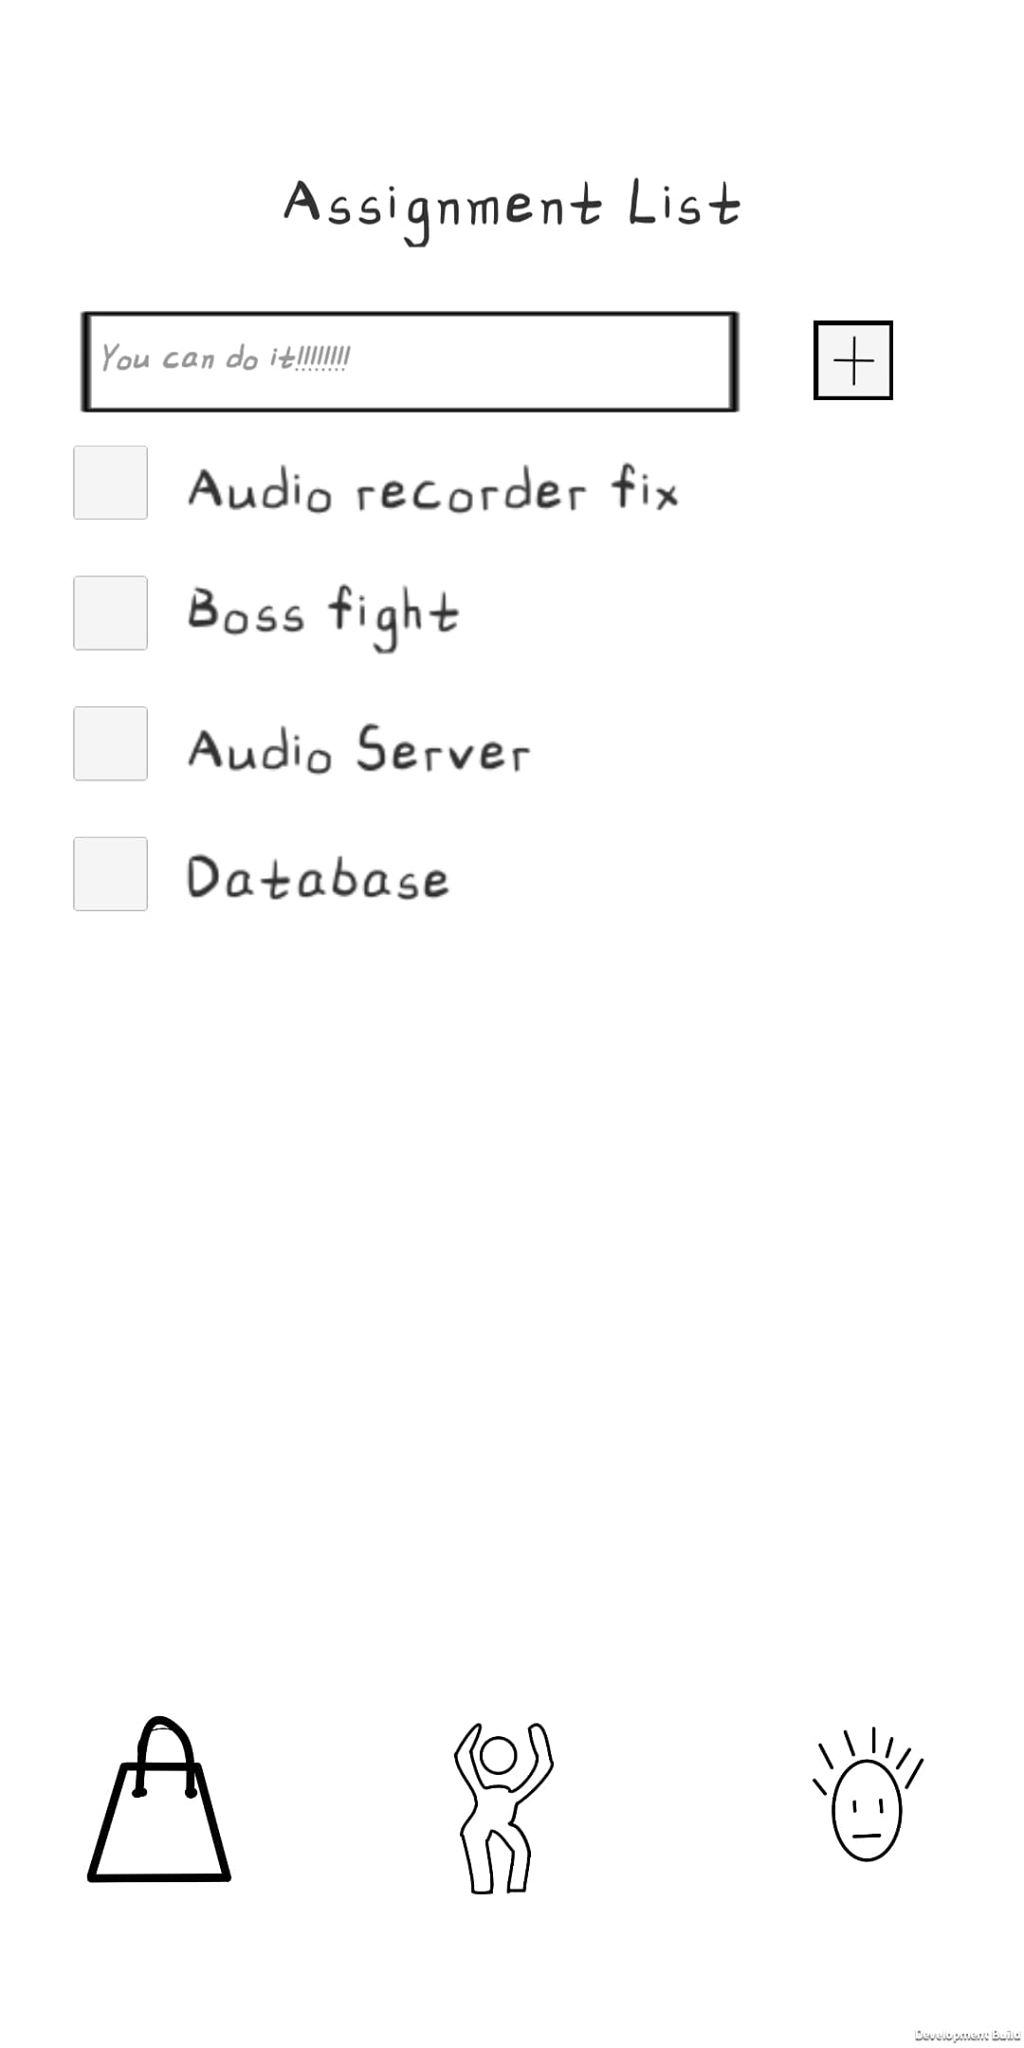 Assignment List
You can do it!!!!!!!!
+
Audio recorder fix
Boss fight
Audio Server
Database
Development Build